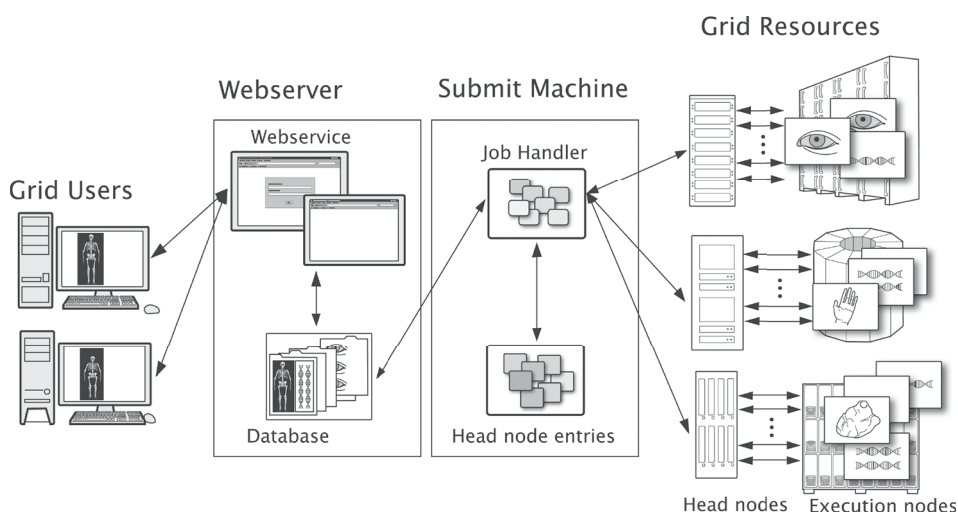 Grid Resources
Webserver
Submit Machine
Webservice
Job Handler
Grid Users
Database
Head node entries
Head nodes
Execution nodes